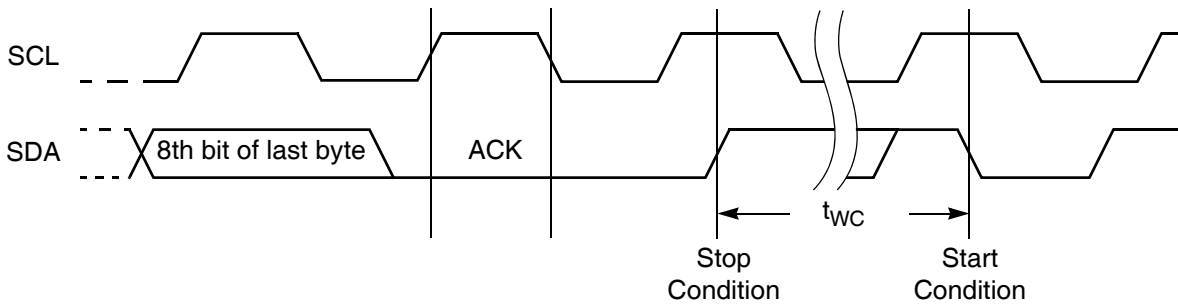 SCL
SDA
8th bit of last byte
ACK
tWC
Stop
Condition
Start
Condition